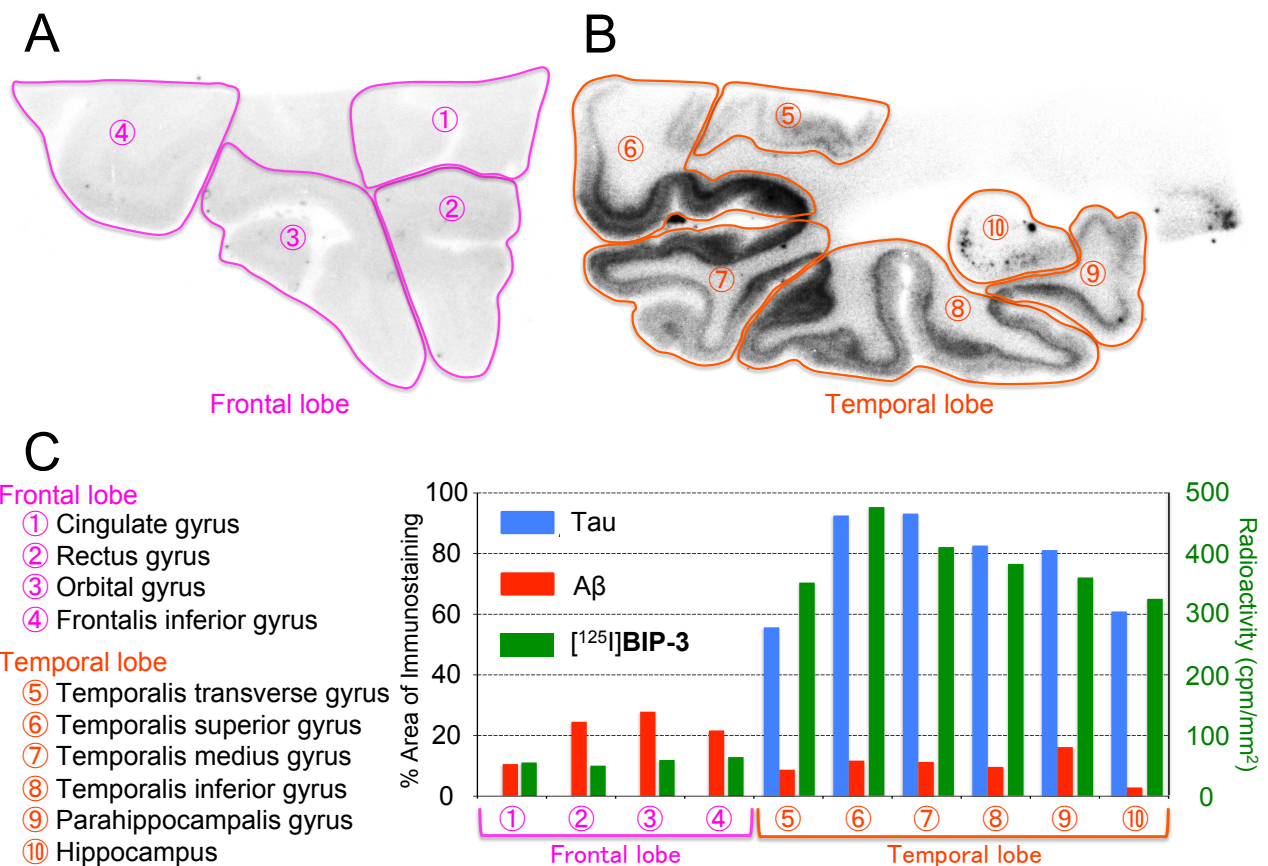 A
B
④
①
②
③
Frontal lobe
⑤
⑥
⑩
⑨
⑦
⑧
Temporal lobe
C
Frontal lobe
① Cingulate gyrus
② Rectus gyrus
③ Orbital gyrus
④ Frontalis inferior gyrus
Temporal lobe
⑤ Temporalis transverse gyrus
⑥ Temporalis superior gyrus
⑦ Temporalis medius gyrus
⑧ Temporalis inferior gyrus
⑨ Parahippocampalis gyrus
⑩ Hippocampus
% Area of Immunostaining
100
80
60
40
20
0
Tau
Aβ
[¹²⁵I]BIP-3
500
400
300
200
100
0
Radioactivity (cpm/mm²)
① ② ③ ④ ⑤ ⑥ ⑦ ⑧ ⑨ ⑩
Frontal lobe
Temporal lobe